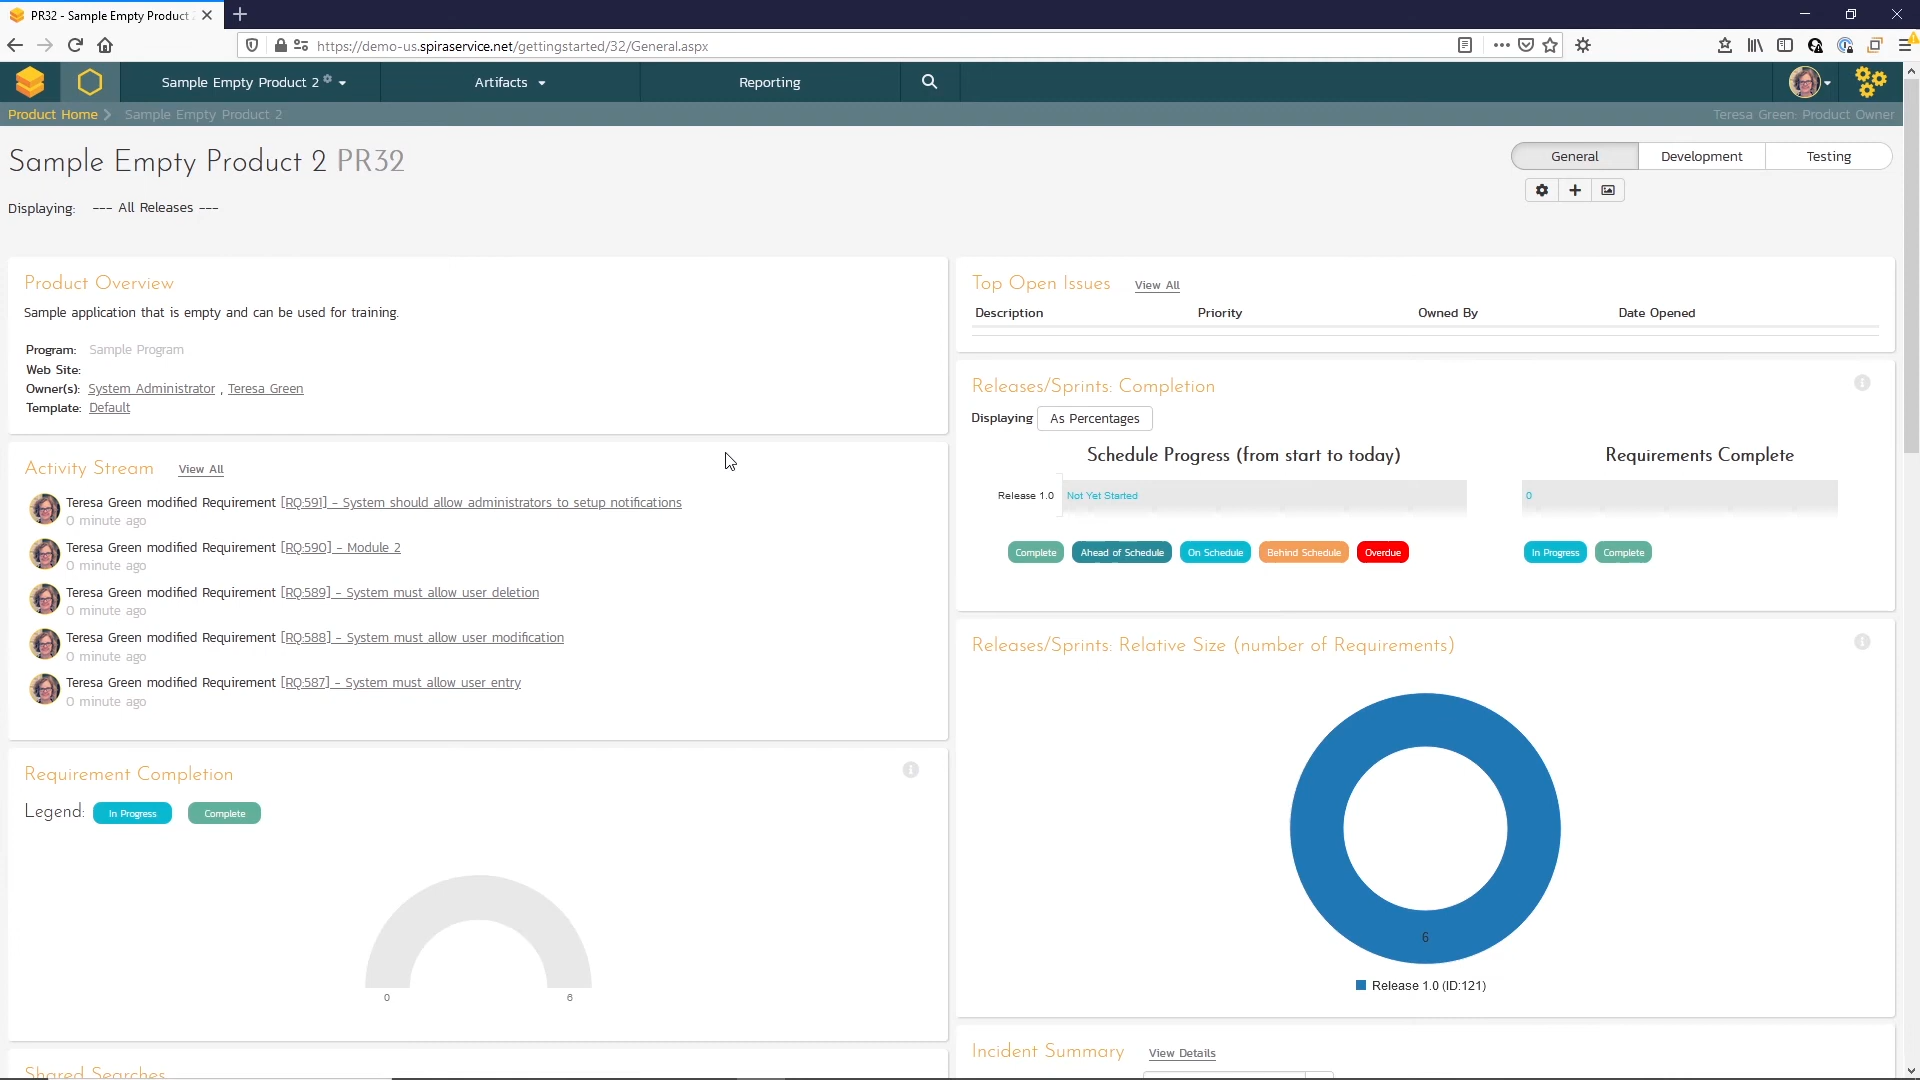 PR32 - Sample Empty Product 2
https://demo-us.spiraservice.net/gettingstarted/32/General.aspx
Sample Empty Product 2
Artifacts
Reporting
Product Home
Sample Empty Product 2
Teresa Green: Product Owner
Sample Empty Product 2 PR32
General
Development
Testing
Displaying: --- All Releases ---
Product Overview
Sample application that is empty and can be used for training.
Program: Sample Program
Web Site:
Owner(s): System Administrator , Teresa Green
Template: Default
Activity Stream View All
Teresa Green modified Requirement [RQ:591] - System should allow administrators to setup notifications
0 minute ago
Teresa Green modified Requirement [RQ:590] - Module 2
0 minute ago
Teresa Green modified Requirement [RQ:589] - System must allow user deletion
0 minute ago
Teresa Green modified Requirement [RQ:588] - System must allow user modification
0 minute ago
Teresa Green modified Requirement [RQ:587] - System must allow user entry
0 minute ago
Requirement Completion
Legend: In Progress Complete
0 6
Shared Searches
Top Open Issues View All
Description Priority Owned By Date Opened
Releases/Sprints: Completion
Displaying As Percentages
Schedule Progress (from start to today)
Release 1.0 Not Yet Started
Complete Ahead of Schedule On Schedule Behind Schedule Overdue
Requirements Complete
0
In Progress Complete
Releases/Sprints: Relative Size (number of Requirements)
6
Release 1.0 (ID:121)
Incident Summary View Details